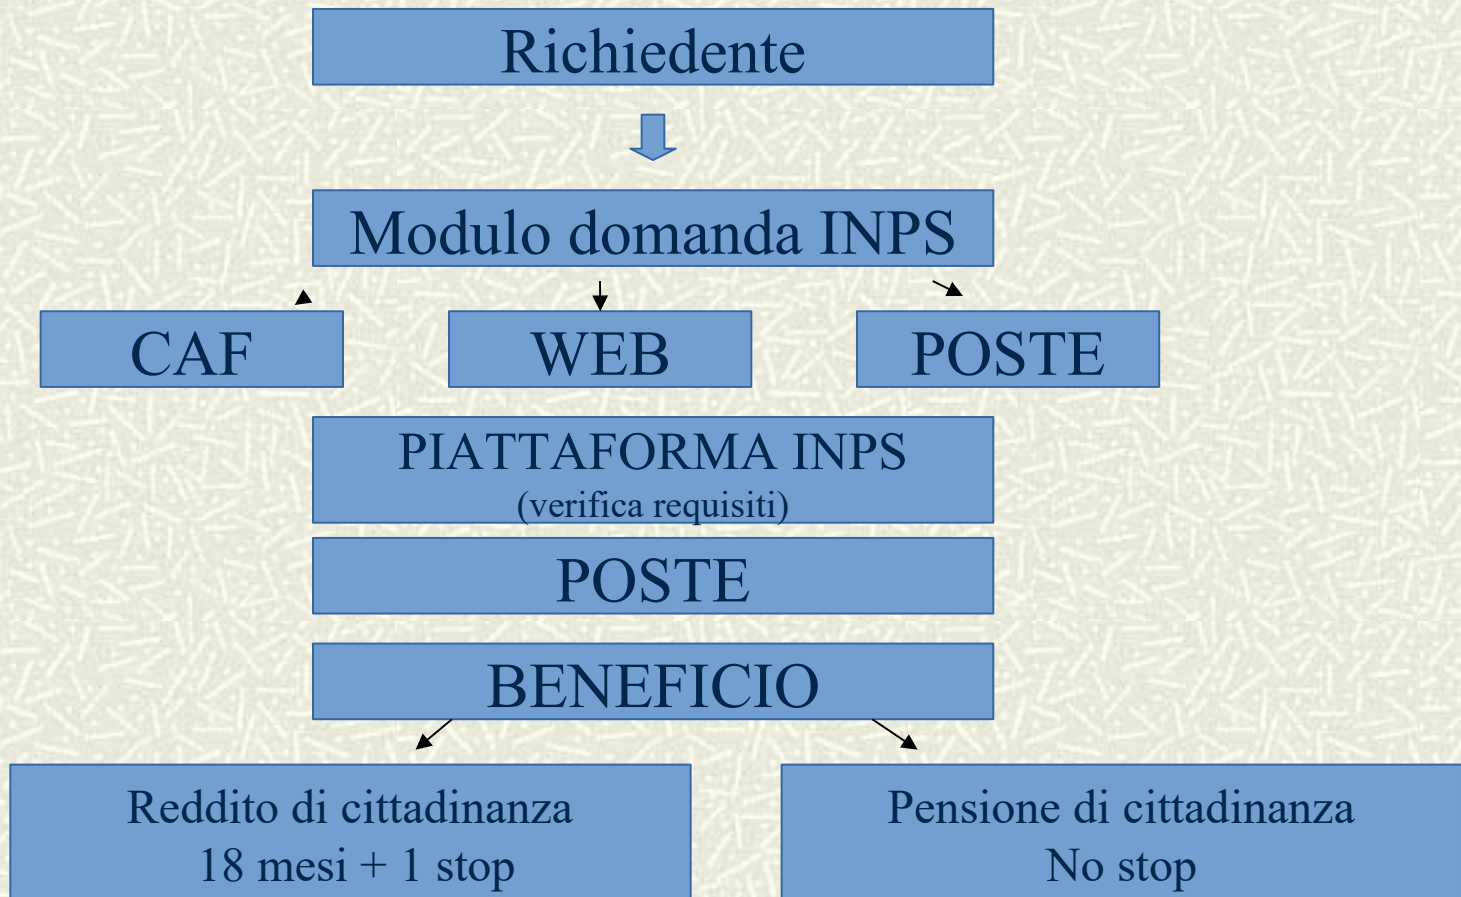 Richiedente
Modulo domanda INPS
CAF
WEB
POSTE
PIATTAFORMA INPS
(verifica requisiti)
POSTE
BENEFICIO
Reddito di cittadinanza
18 mesi + 1 stop
Pensione di cittadinanza
No stop